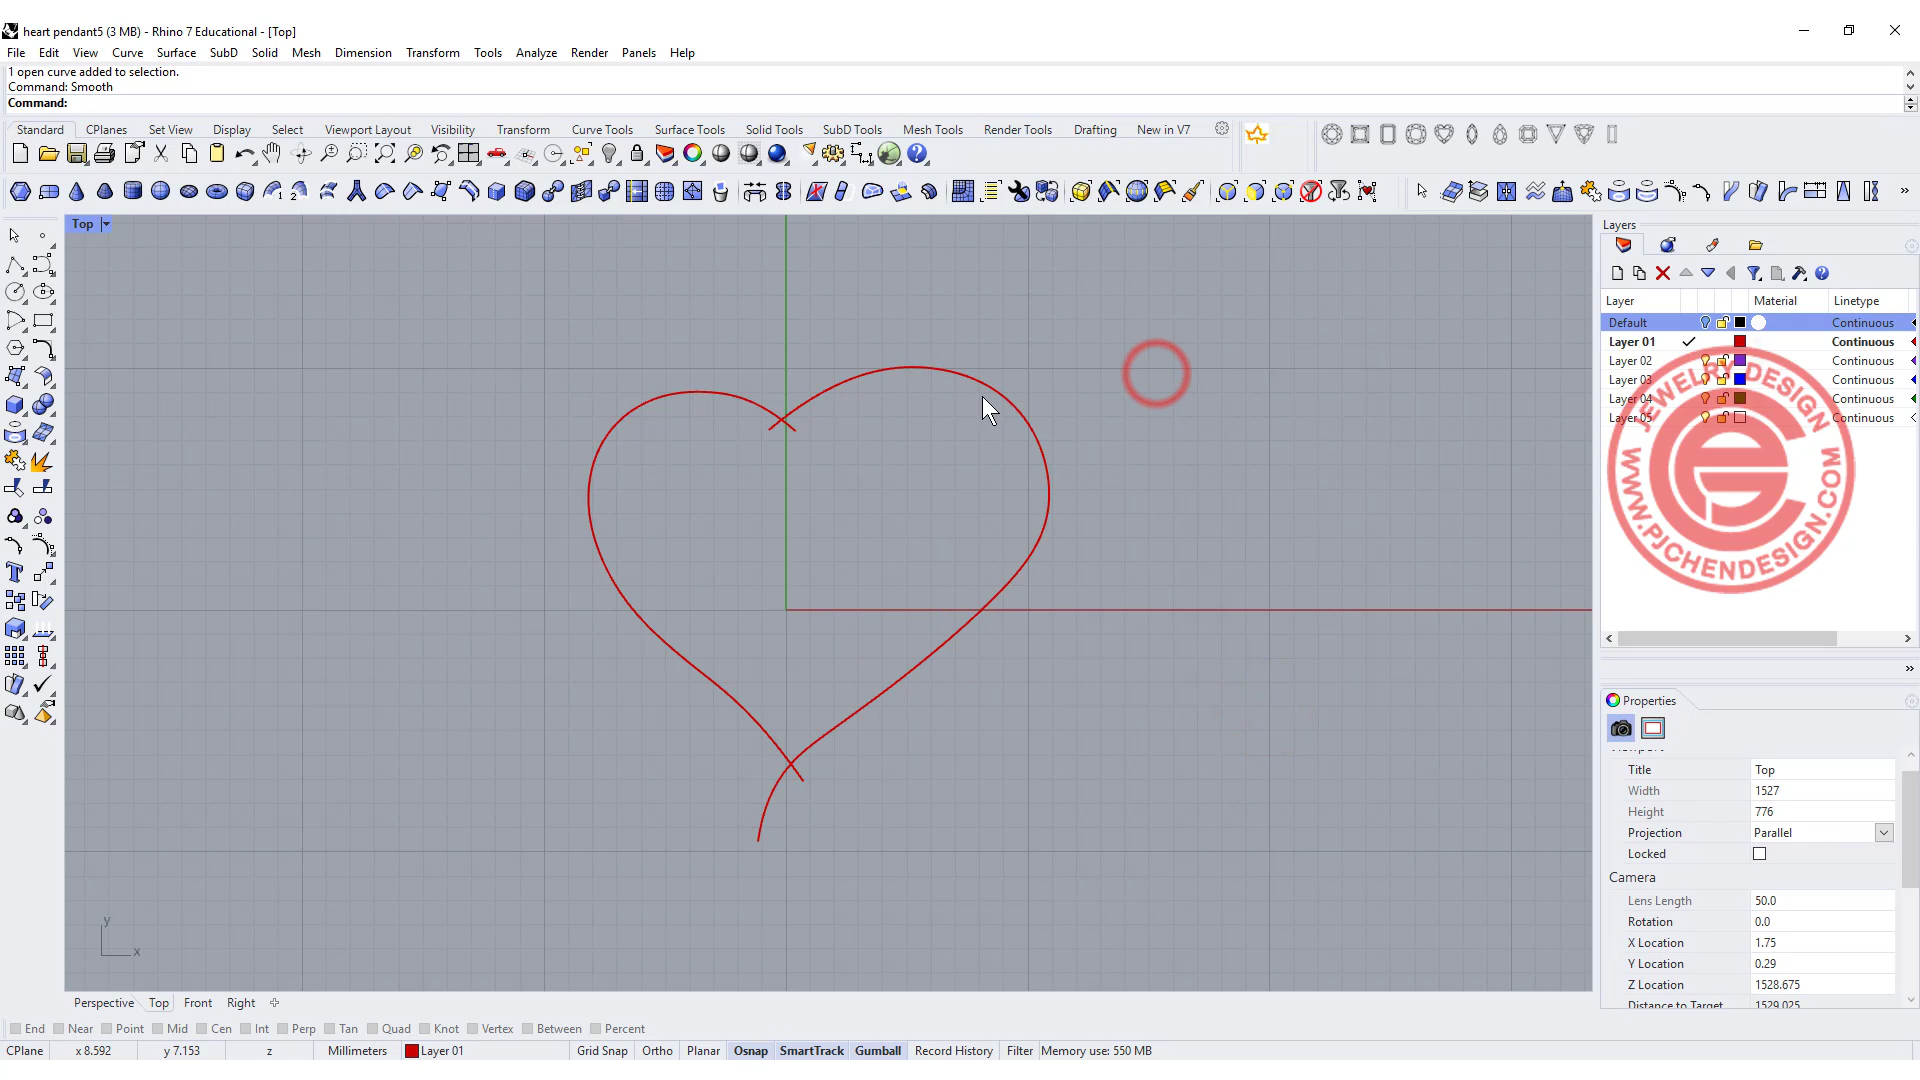 heart pendant5 (3 MB) - Rhino 7 Educational - [Top]
File Edit View Curve Surface SubD Solid Mesh Dimension Transform Tools Analyze Render Panels Help
1 open curve added to selection.
Command: Smooth
Command:
Standard CPlanes Set View Display Select Viewport Layout Visibility Transform Curve Tools Surface Tools Solid Tools SubD Tools Mesh Tools Render Tools Drafting New in V7
Top
Layers
Layer Material Linetype
Default Continuous
Layer 01 Continuous
Layer 02 Continuous
Layer 03 Continuous
Layer 04 Continuous
Layer 05 Continuous
JEWELRY DESIGN
WWW.PJCHENDESIGN.COM
Properties
Viewport
Title Top
Width 1527
Height 776
Projection Parallel
Locked
Camera
Lens Length 50.0
Rotation 0.0
X Location 1.75
Y Location 0.29
Z Location 1528.675
Distance to Target 1529.025
y
x
Perspective Top Front Right
End Near Point Mid Cen Int Perp Tan Quad Knot Vertex Between Percent
CPlane x 8.592 y 7.153 z Millimeters Layer 01 Grid Snap Ortho Planar Osnap SmartTrack Gumball Record History Filter Memory use: 550 MB